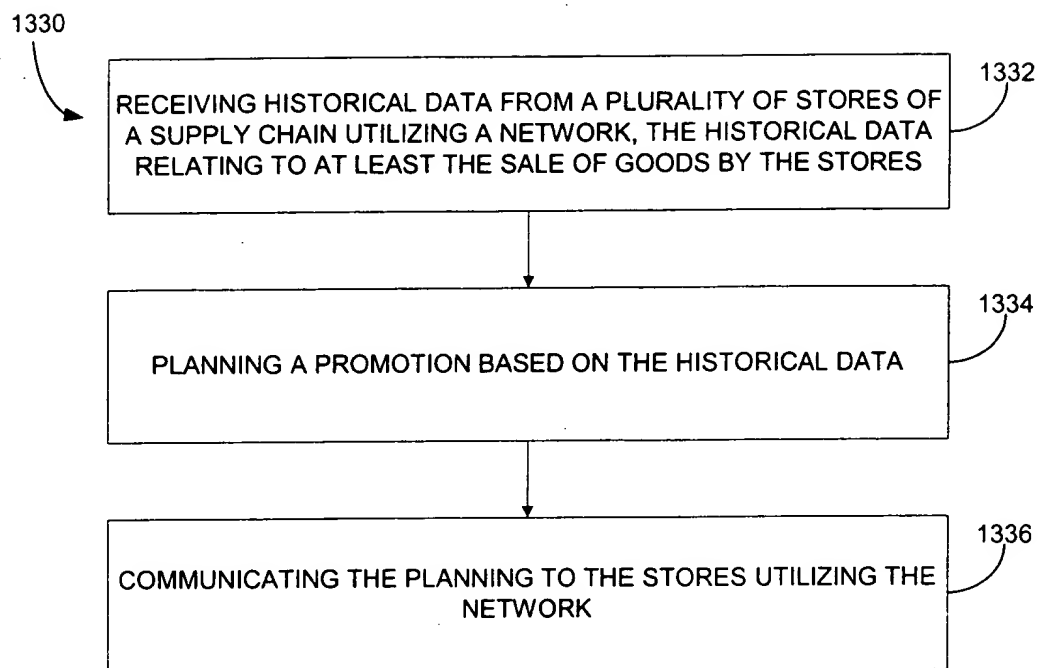 1330
1332
RECEIVING HISTORICAL DATA FROM A PLURALITY OF STORES OF
A SUPPLY CHAIN UTILIZING A NETWORK, THE HISTORICAL DATA
RELATING TO AT LEAST THE SALE OF GOODS BY THE STORES
1334
PLANNING A PROMOTION BASED ON THE HISTORICAL DATA
1336
COMMUNICATING THE PLANNING TO THE STORES UTILIZING THE
NETWORK